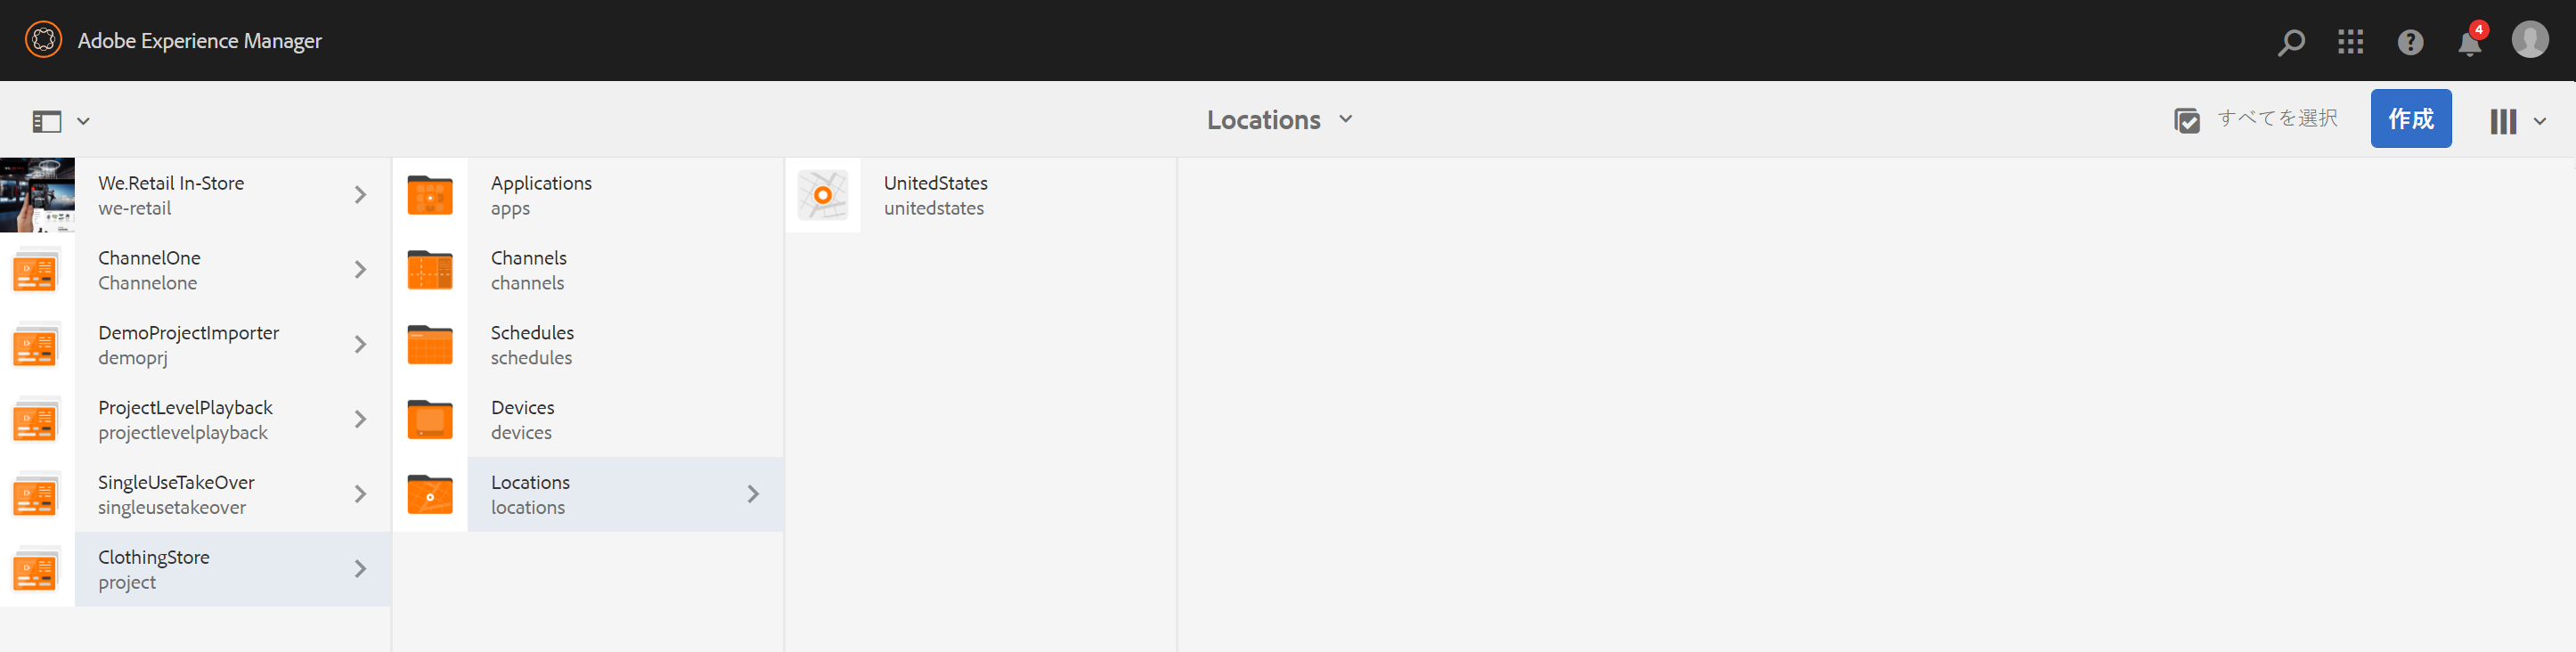 Adobe Experience Manager
4
Locations
すべてを選択
作成
We.Retail In-Store
we-retail
ChannelOne
Channelone
DemoProjectImporter
demoprj
ProjectLevelPlayback
projectlevelplayback
SingleUseTakeOver
singleusetakeover
ClothingStore
project
Applications
apps
Channels
channels
Schedules
schedules
Devices
devices
Locations
locations
UnitedStates
unitedstates